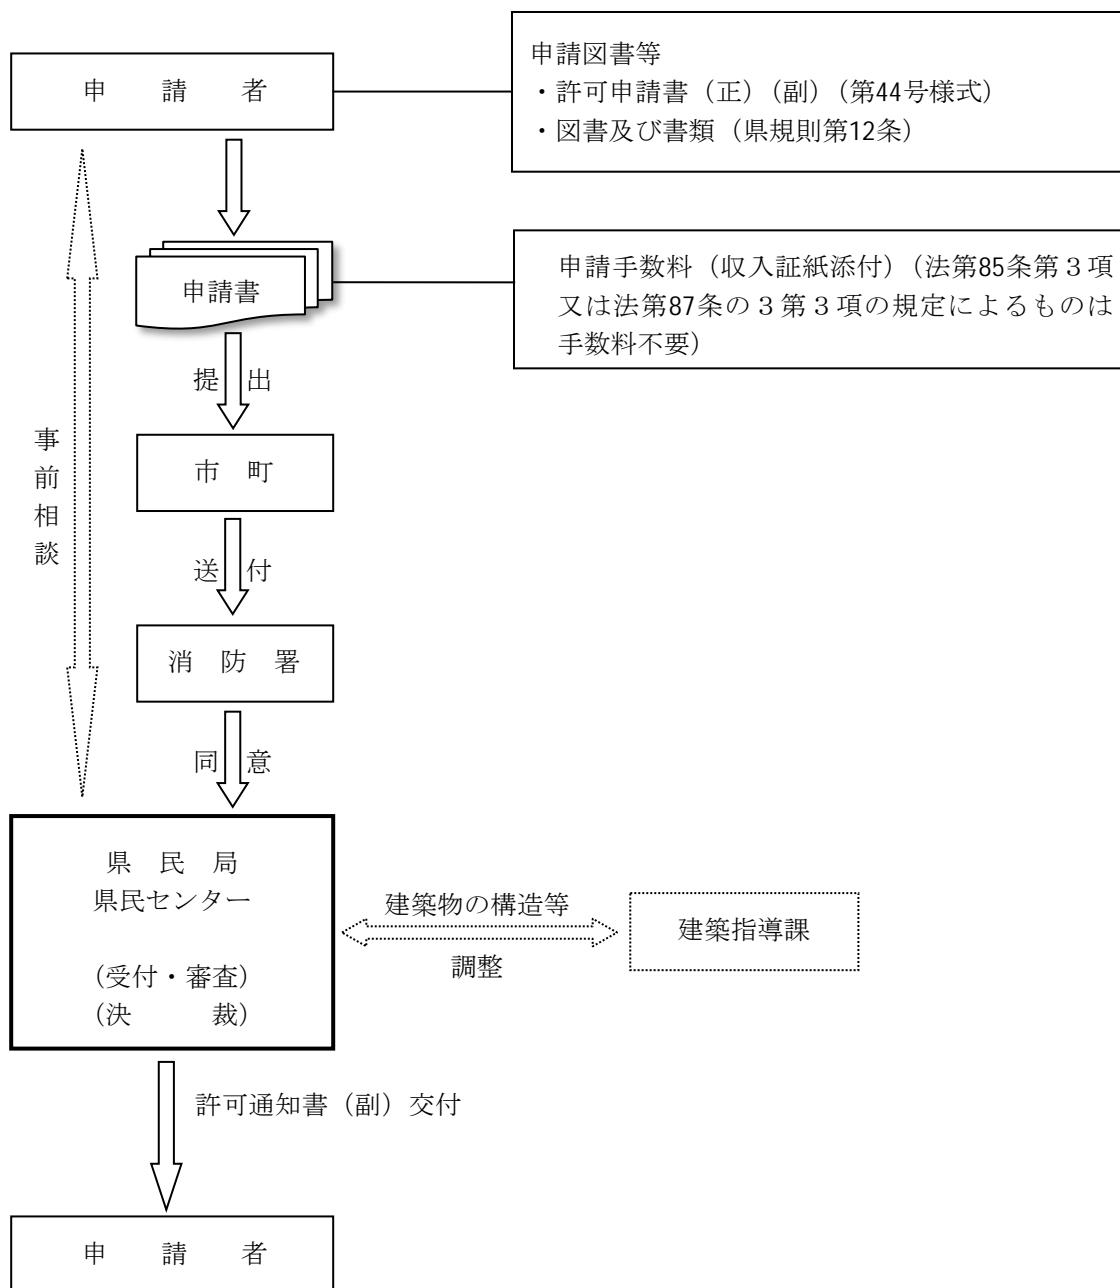 申請者
申請図書等
・許可申請書（正）（副）（第44号様式）
・図書及び書類（県規則第12条）
申請書
申請手数料（収入証紙添付）（法第85条第３項
又は法第87条の３第３項の規定によるものは
手数料不要）
提出
事前相談
市町
送付
消防署
同意
県民局
県民センター
（受付・審査）
（決裁）
建築物の構造等
調整
建築指導課
許可通知書（副）交付
申請者